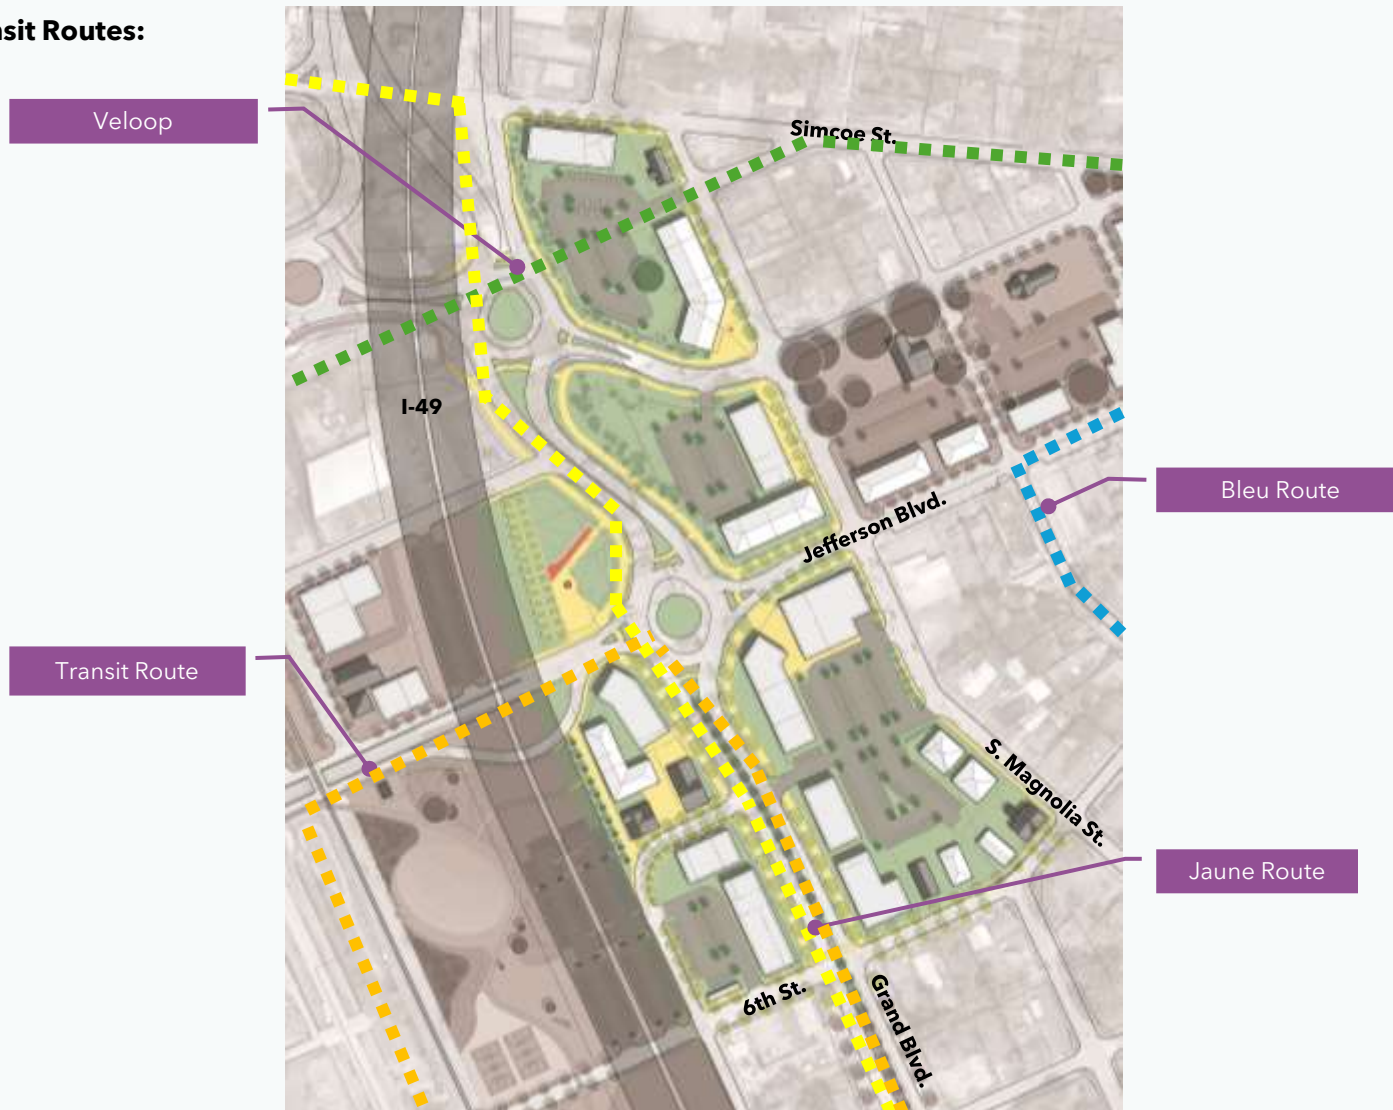 Routes:
Veloop
Simcoe St.
I-49
Bleu Route
Jefferson Blvd.
Transit Route
S. Magnolia St.
Jaune Route
6th St.
Grand Blvd.